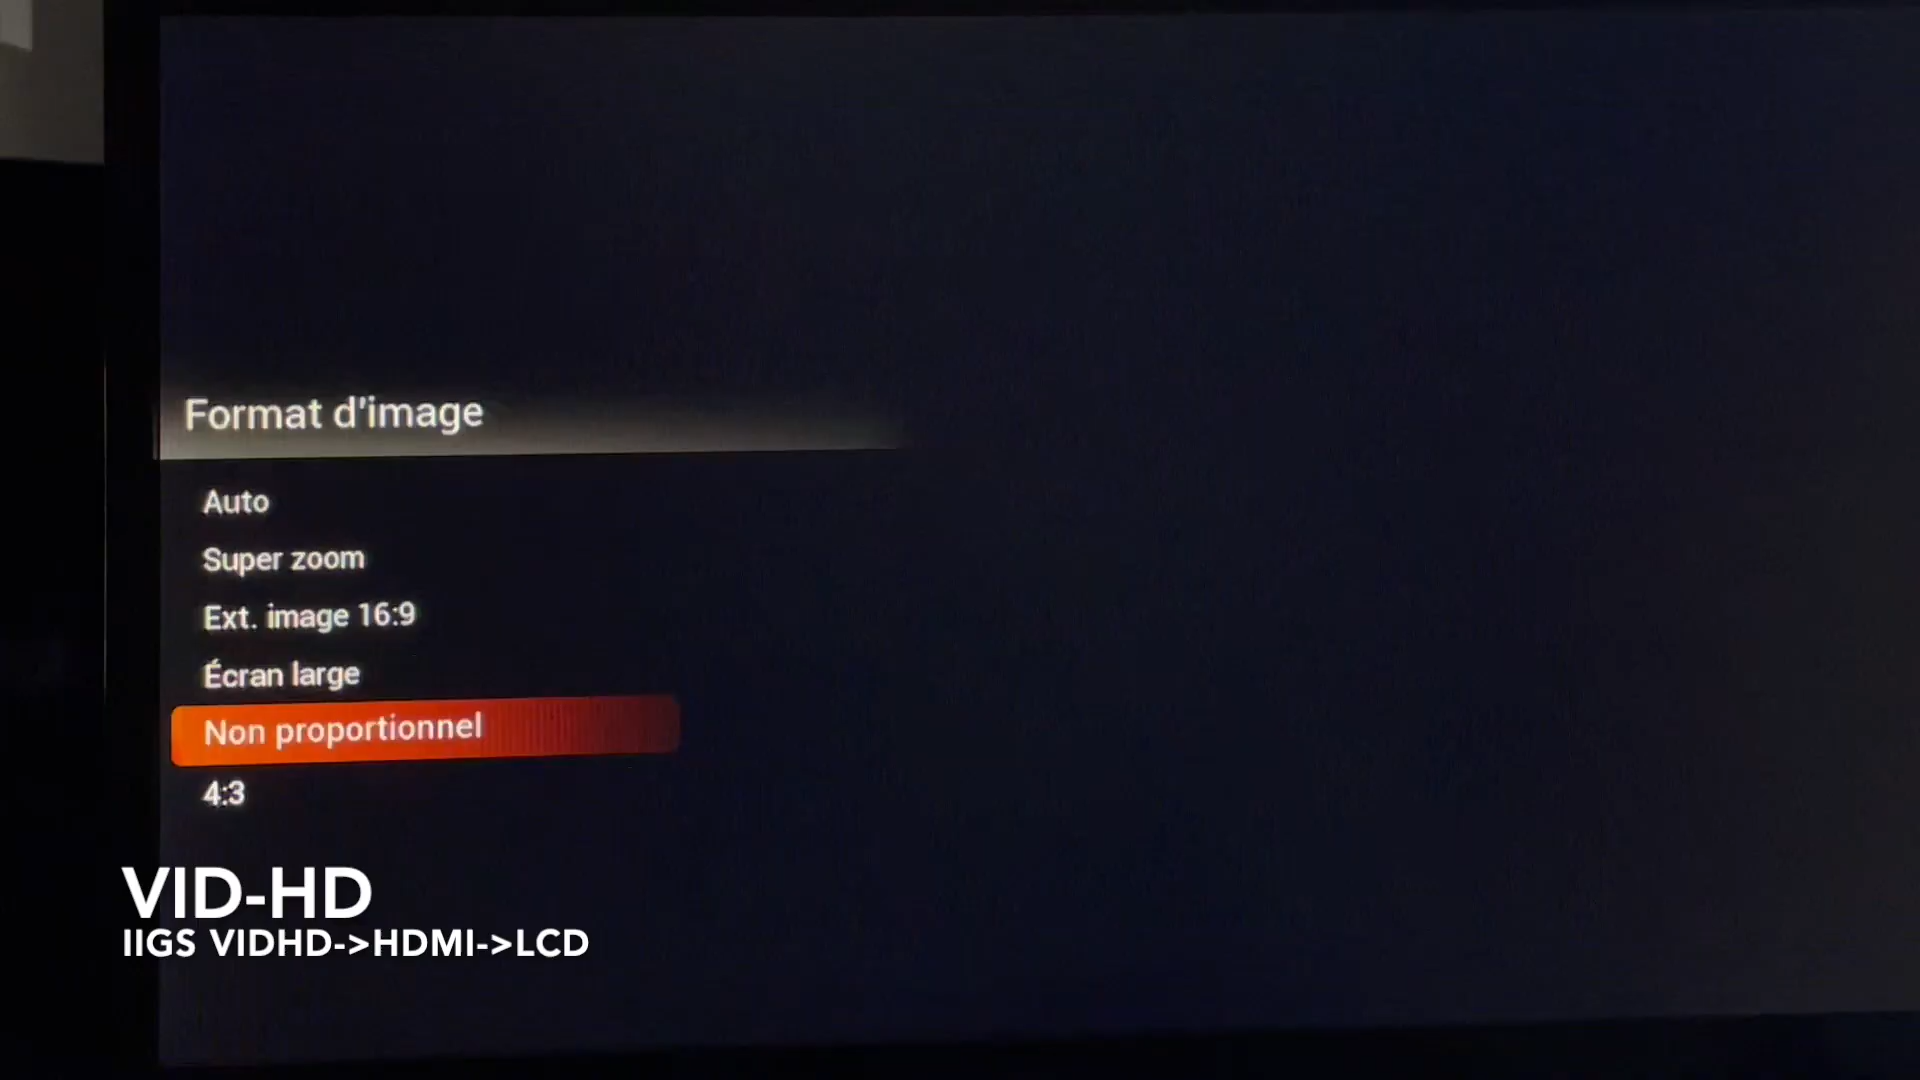 Format d'image
Auto
Super zoom
Ext. image 16:9
Écran large
Non proportionnel
4:3
VID-HD
IIGS VIDHD->HDMI->LCD